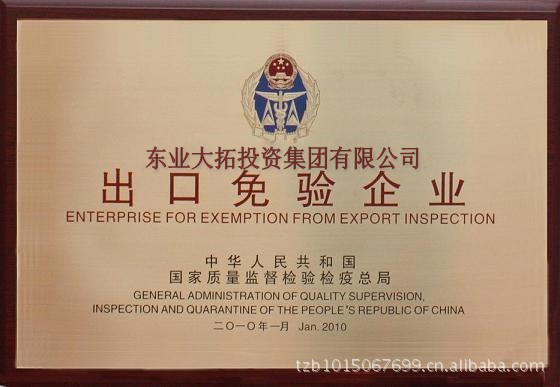 东业大拓投资集团有限公司
出口免验企业
ENTERPRISE FOR EXEMPTION FROM EXPORT INSPECTION
中华人民共和国
国家质量监督检验检疫总局
GENERAL ADMINISTRATION OF QUALITY SUPERVISION,
INSPECTION AND QUARANTINE OF THE PEOPLE'S REPUBLIC OF CHINA
二〇一〇年一月 Jan. 2010
tzb1015067699.cn.alibaba.com